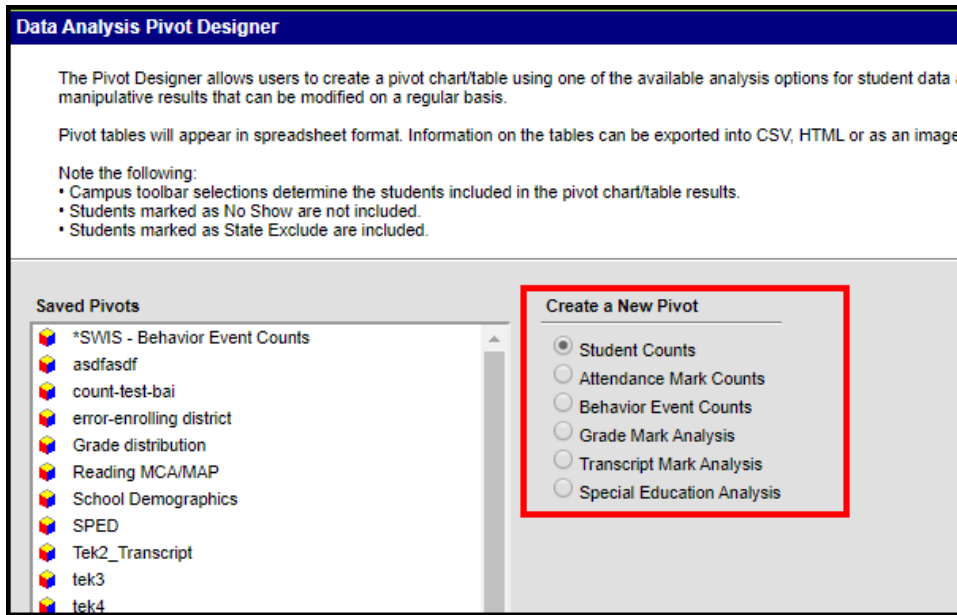 Data Analysis Pivot Designer
The Pivot Designer allows users to create a pivot chart/table using one of the available analysis options for student data
manipulative results that can be modified on a regular basis.
Pivot tables will appear in spreadsheet format. Information on the tables can be exported into CSV, HTML or as an image
Note the following:
• Campus toolbar selections determine the students included in the pivot chart/table results.
• Students marked as No Show are not included.
• Students marked as State Exclude are included.
Saved Pivots
*SWIS - Behavior Event Counts
asdfasdf
count-test-bai
error-enrolling district
Grade distribution
Reading MCA/MAP
School Demographics
SPED
Tek2_Transcript
tek3
tek4
Create a New Pivot
Student Counts
Attendance Mark Counts
Behavior Event Counts
Grade Mark Analysis
Transcript Mark Analysis
Special Education Analysis